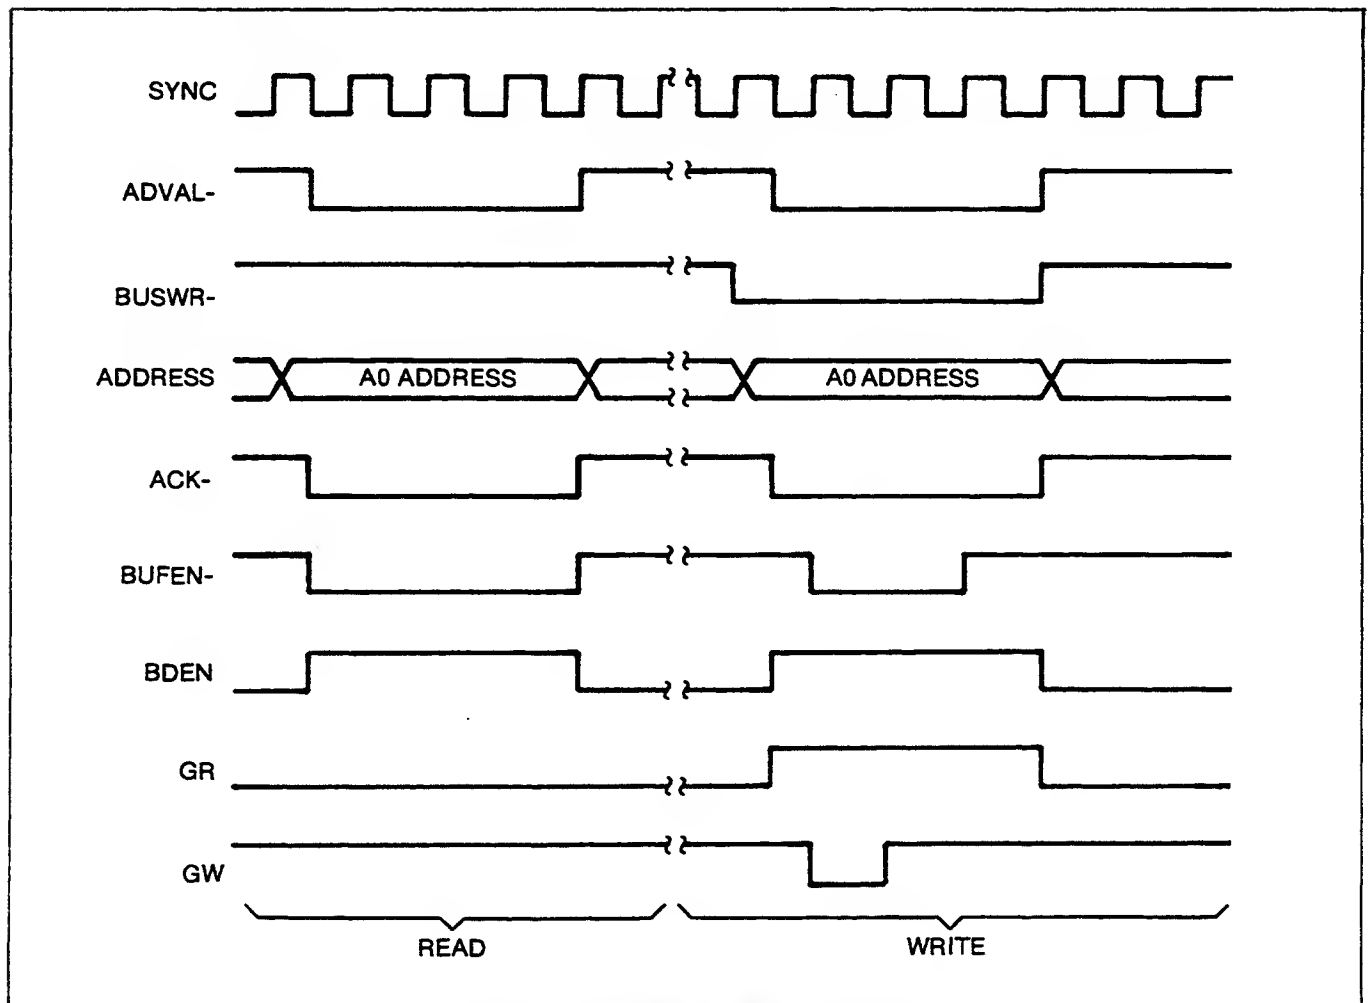 SYNC
ADVAL-
BUSWR-
ADDRESS A0 ADDRESS A0 ADDRESS
ACK-
BUFEN-
BDEN
GR
GW
READ WRITE